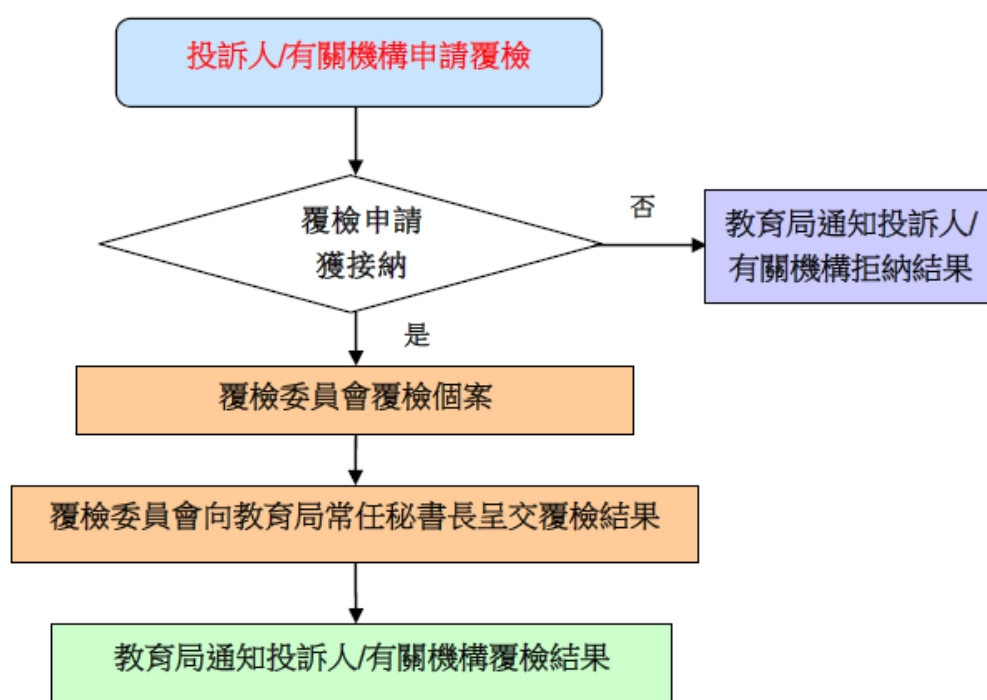 投訴人/有關機構申請覆檢
覆檢申請
獲接納
否
教育局通知投訴人/
有關機構拒納結果
是
覆檢委員會覆檢個案
覆檢委員會向教育局常任秘書長呈交覆檢結果
教育局通知投訴人/有關機構覆檢結果